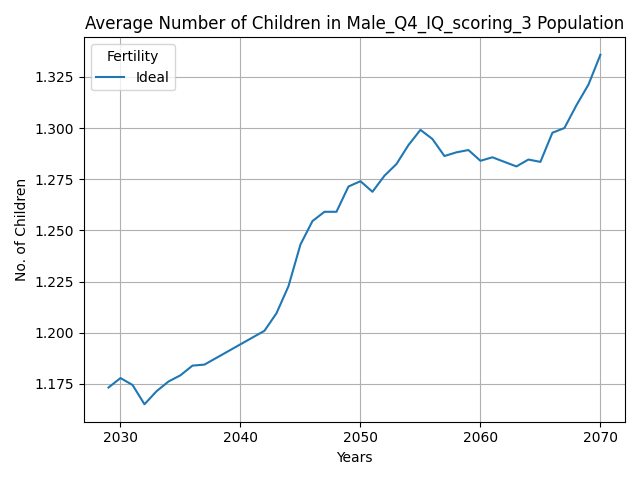 Average Number of Children in Male_Q4_IQ_scoring_3 Population
Fertility
Ideal
1.325
1.300
1.275
1.250
1.225
1.200
1.175
No. of Children
2030 2040 2050 2060 2070
Years